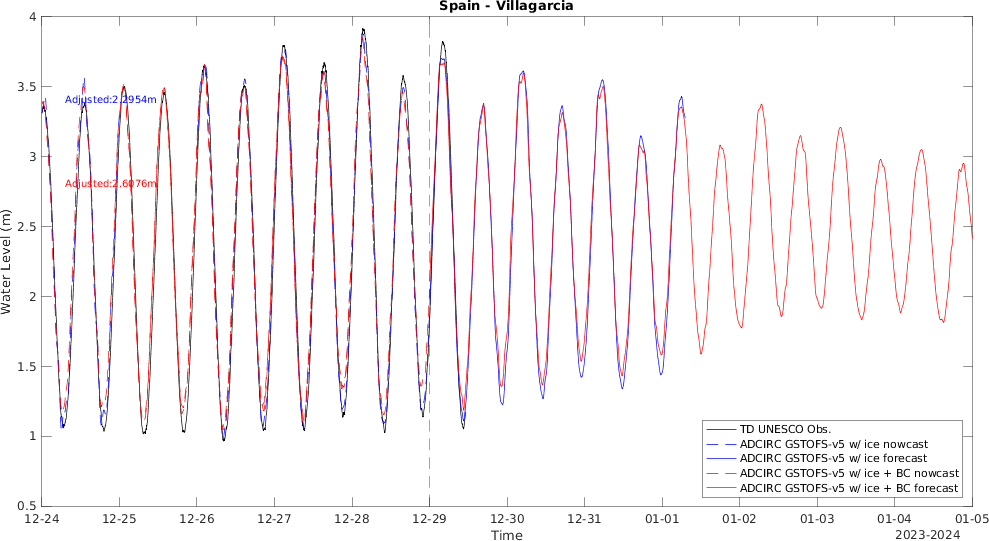 Spain - Villagarcia
4
3.5
3
2.5
2
1.5
1
0.5
Water Level (m)
Adjusted:2.2954m
Adjusted:2.6076m
TD UNESCO Obs.
ADCIRC GSTOFS-v5 w/ ice nowcast
ADCIRC GSTOFS-v5 w/ ice forecast
ADCIRC GSTOFS-v5 w/ ice + BC nowcast
ADCIRC GSTOFS-v5 w/ ice + BC forecast
12-24 12-25 12-26 12-27 12-28 12-29 12-30 12-31 01-01 01-02 01-03 01-04 01-05
Time
2023-2024